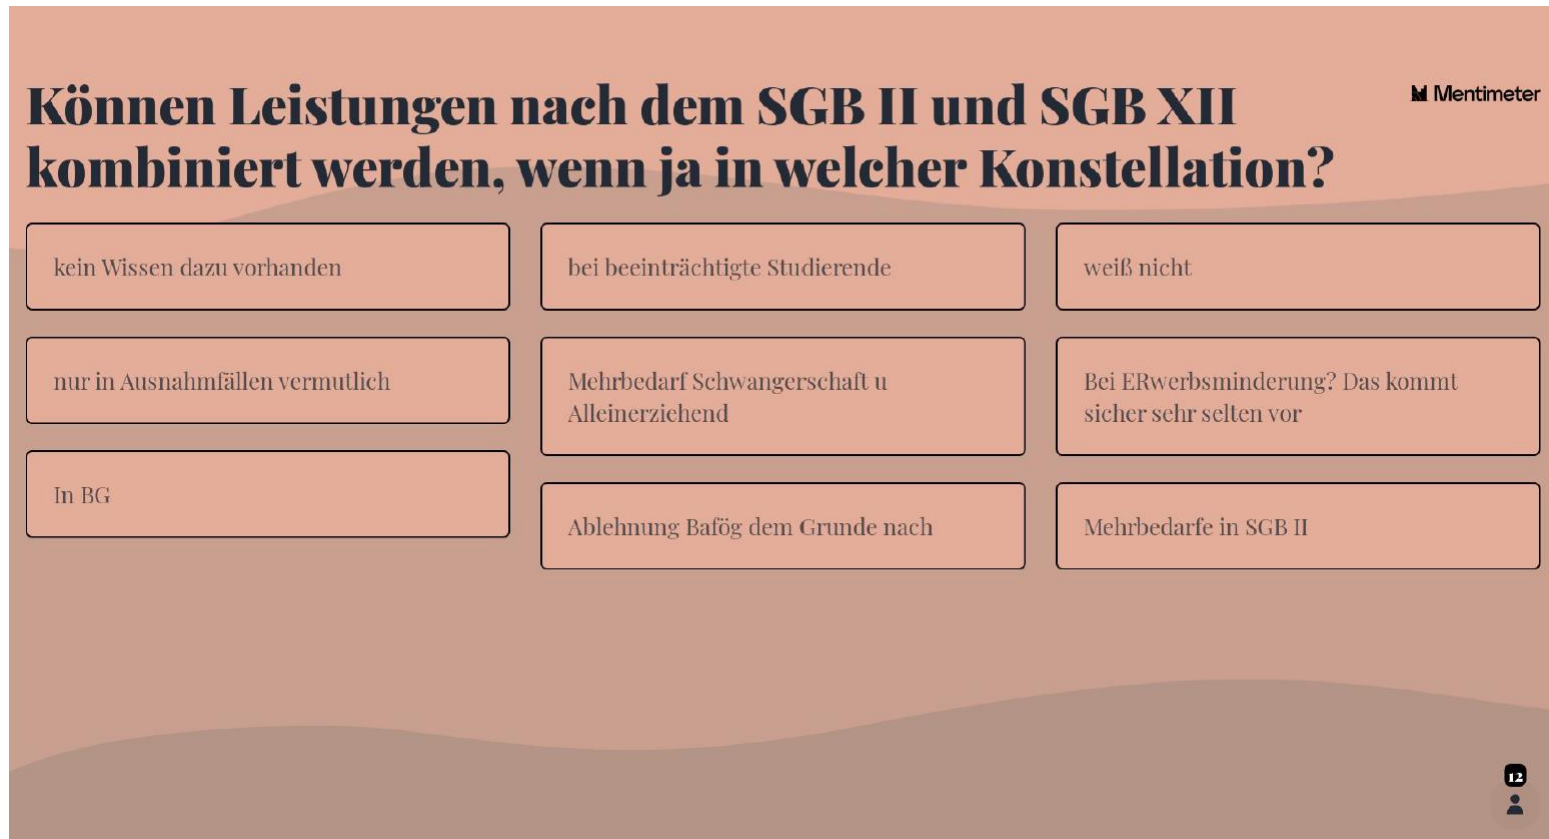 Können Leistungen nach dem SGB II und SGB XII
kombiniert werden, wenn ja in welcher Konstellation?
Mentimeter
kein Wissen dazu vorhanden
bei beeinträchtigte Studierende
weiß nicht
nur in Ausnahmfällen vermutlich
Mehrbedarf Schwangerschaft u
Alleinerziehend
Bei ERwerbsminderung? Das kommt
sicher sehr selten vor
In BG
Ablehnung Bafög dem Grunde nach
Mehrbedarfe in SGB II
12